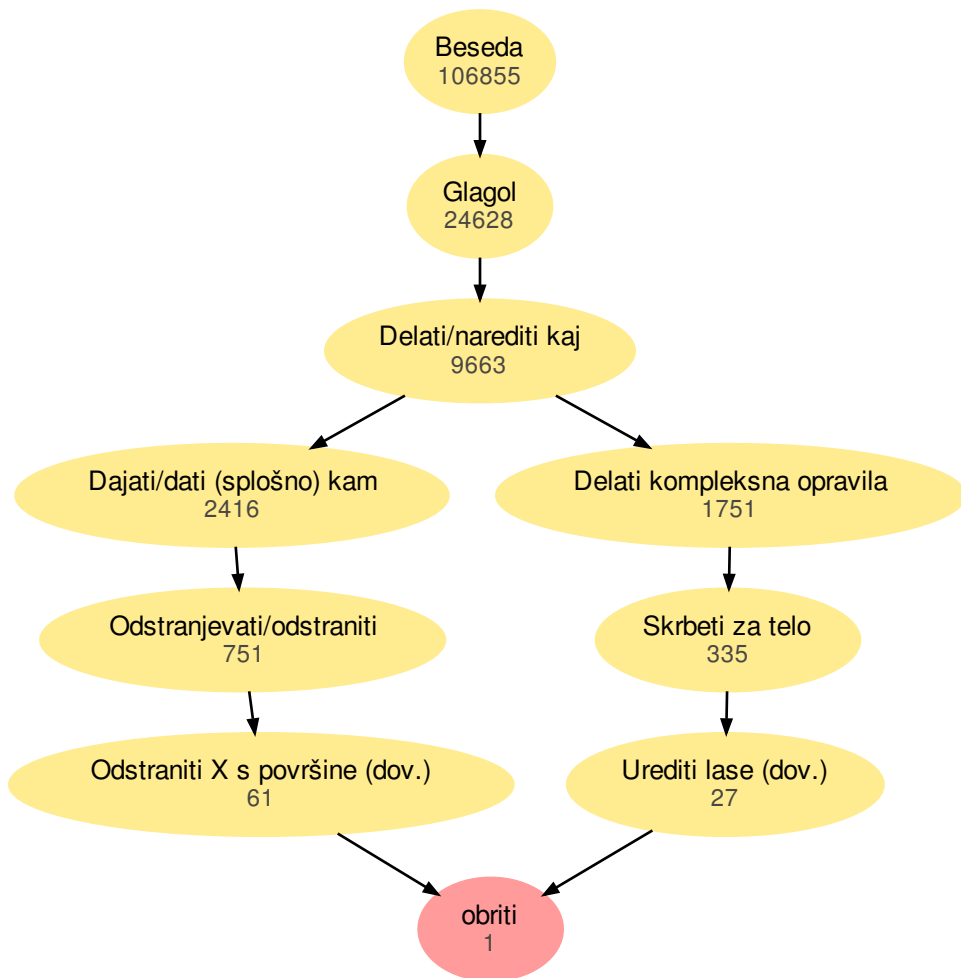 Beseda
106855
Glagol
24628
Delati/narediti kaj
9663
Dajati/dati (splošno) kam
2416
Delati kompleksna opravila
1751
Odstranjevati/odstraniti
751
Skrbeti za telo
335
Odstraniti X s površine (dov.)
61
Urediti lase (dov.)
27
obriti
1